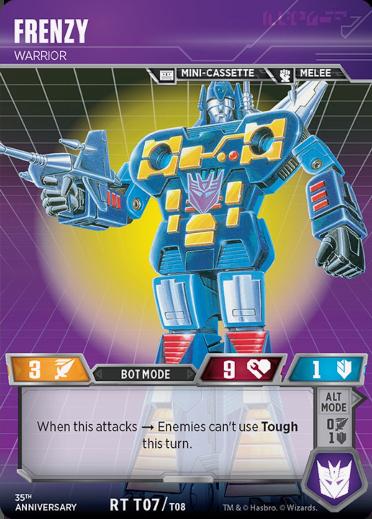 FRENZY
WARRIOR
MINI-CASSETTE MELEE
3 BOT MODE 9 1
ALT
MODE
0
1
When this attacks → Enemies can't use Tough
this turn.
35TH
ANNIVERSARY
RT T07/T08
TM & © Hasbro. © Wizards.